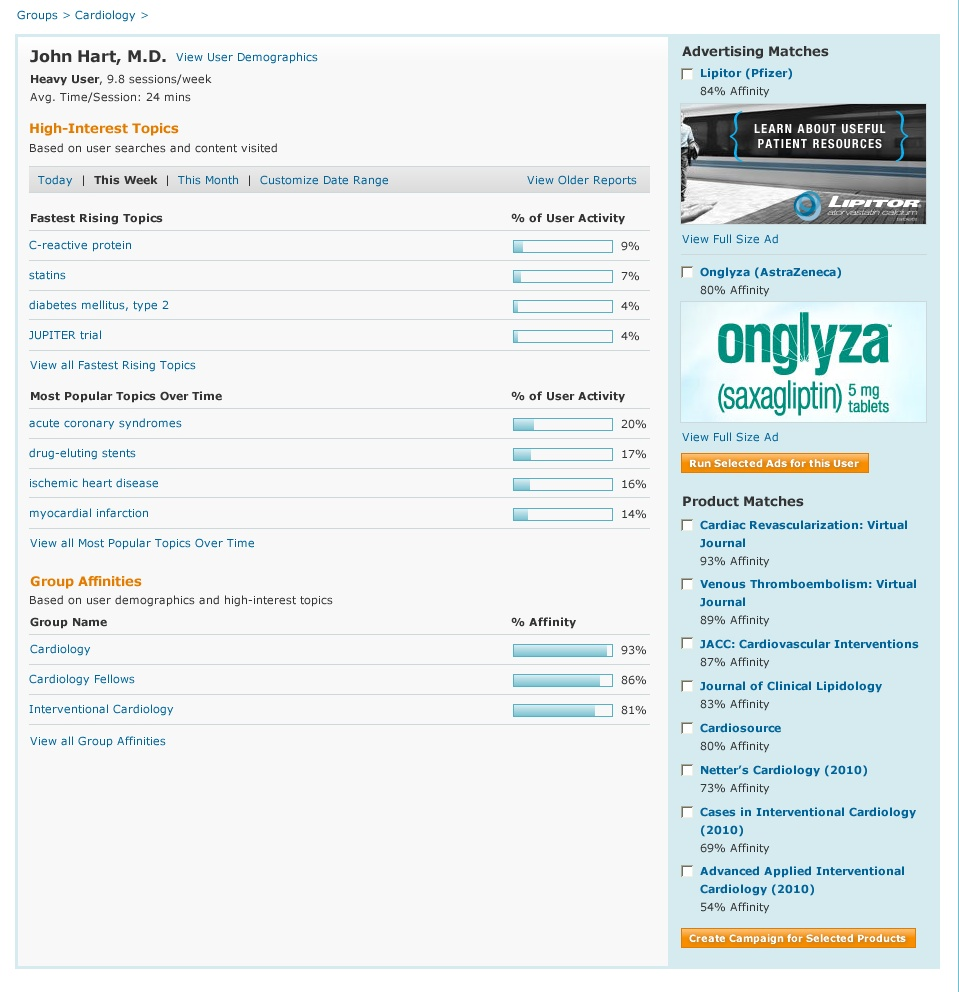 Groups > Cardiology >
John Hart, M.D. View User Demographics
Heavy User, 9.8 sessions/week
Avg. Time/Session: 24 mins
High-Interest Topics
Based on user searches and content visited
Today | This Week | This Month | Customize Date Range View Older Reports
Fastest Rising Topics % of User Activity
C-reactive protein 9%
statins 7%
diabetes mellitus, type 2 4%
JUPITER trial 4%
View all Fastest Rising Topics
Most Popular Topics Over Time % of User Activity
acute coronary syndromes 20%
drug-eluting stents 17%
ischemic heart disease 16%
myocardial infarction 14%
View all Most Popular Topics Over Time
Group Affinities
Based on user demographics and high-interest topics
Group Name % Affinity
Cardiology 93%
Cardiology Fellows 86%
Interventional Cardiology 81%
View all Group Affinities
Advertising Matches
Lipitor (Pfizer)
84% Affinity
LEARN ABOUT USEFUL
PATIENT RESOURCES
LIPITOR
atorvastatin calcium
tablets
View Full Size Ad
Onglyza (AstraZeneca)
80% Affinity
onglyza™
(saxagliptin) 5 mg
tablets
View Full Size Ad
Run Selected Ads for this User
Product Matches
Cardiac Revascularization: Virtual
Journal
93% Affinity
Venous Thromboembolism: Virtual
Journal
89% Affinity
JACC: Cardiovascular Interventions
87% Affinity
Journal of Clinical Lipidology
83% Affinity
Cardiosource
80% Affinity
Netter's Cardiology (2010)
73% Affinity
Cases in Interventional Cardiology
(2010)
69% Affinity
Advanced Applied Interventional
Cardiology (2010)
54% Affinity
Create Campaign for Selected Products